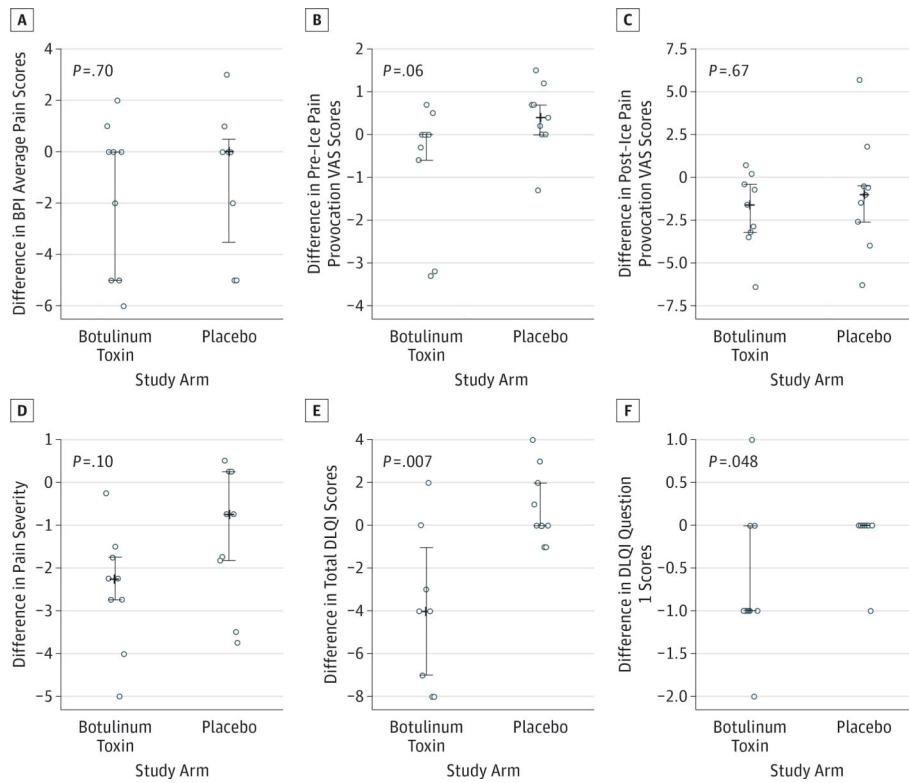 A
Difference in BPI Average Pain Scores
4
2
0
−2
−4
−6
P=.70
Botulinum
Toxin
Placebo
Study Arm
B
Difference in Pre-Ice Pain
Provocation VAS Scores
2
1
0
−1
−2
−3
−4
P=.06
Botulinum
Toxin
Placebo
Study Arm
C
Difference in Post-Ice Pain
Provocation VAS Scores
7.5
5.0
2.5
0
−2.5
−5.0
−7.5
P=.67
Botulinum
Toxin
Placebo
Study Arm
D
Difference in Pain Severity
1
0
−1
−2
−3
−4
−5
P=.10
Botulinum
Toxin
Placebo
Study Arm
E
Difference in Total DLQI Scores
4
2
0
−2
−4
−6
−8
P=.007
Botulinum
Toxin
Placebo
Study Arm
F
Difference in DLQI Question
1 Scores
1.0
0.5
0
−0.5
−1.0
−1.5
−2.0
P=.048
Botulinum
Toxin
Placebo
Study Arm